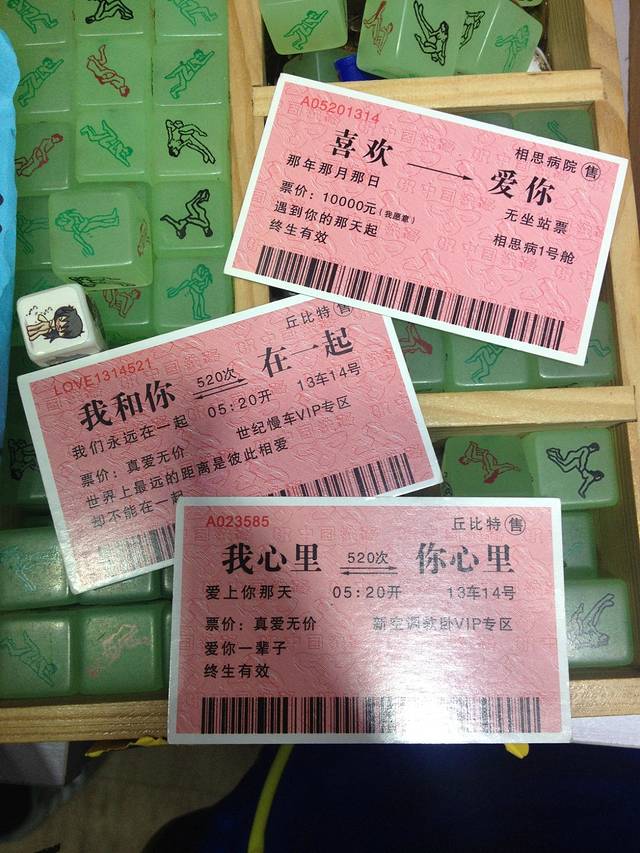 A05201314
相思病院 售
喜欢 → 爱你
那年那月那日
无坐站票
票价：10000元(我愿意)
相思病1号舱
遇到你的那天起
终生有效
LOVE1314521
丘比特 售
我和你 520次 在一起
我们永远在一起 05:20开 13车14号
票价：真爱无价 世纪慢车VIP专区
世界上最远的距离是彼此相爱
却不能在一起
A023585
丘比特 售
我心里 520次 你心里
爱上你那天 05:20开 13车14号
票价：真爱无价 新空调软卧VIP专区
爱你一辈子
终生有效